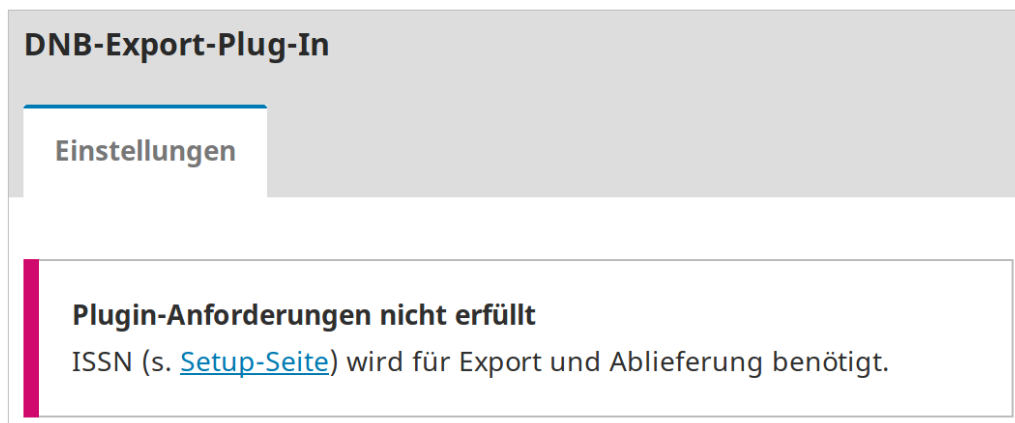 DNB-Export-Plug-In
Einstellungen
Plugin-Anforderungen nicht erfüllt
ISSN (s. Setup-Seite) wird für Export und Ablieferung benötigt.